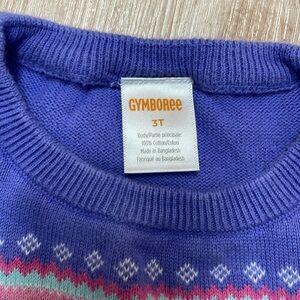 GYMBOREE
3T
Body/Partie principale:
100% Cotton/Coton
Made in Bangladesh
Fabriqué au Bangladesh